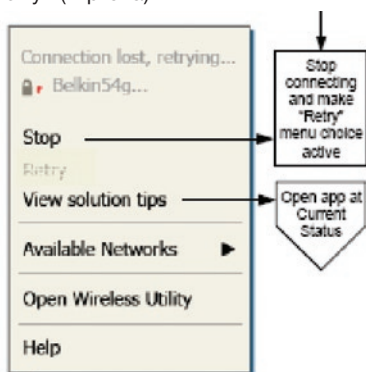 Connection lost, retrying...
Belkin54g...
Stop
Retry
View solution tips
Available Networks
Open Wireless Utility
Help
Stop
connecting
and make
"Retry"
menu choice
active
Open app at
Current
Status